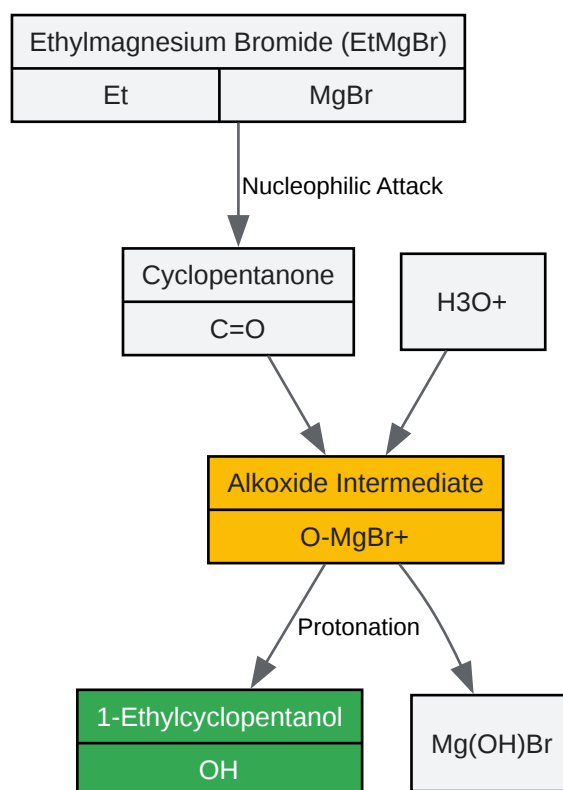 Ethylmagnesium Bromide (EtMgBr)
Et
MgBr
Nucleophilic Attack
Cyclopentanone
C=O
H3O+
Alkoxide Intermediate
O-MgBr+
Protonation
1-Ethylcyclopentanol
OH
Mg(OH)Br